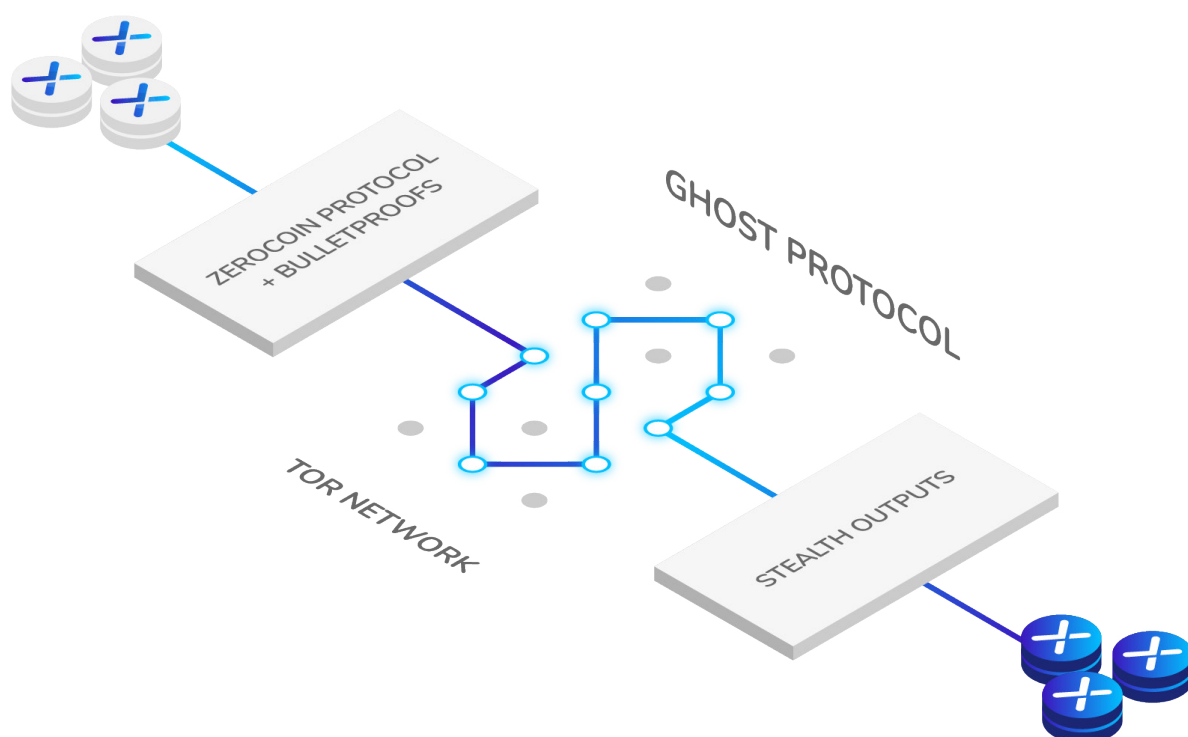 ZEROCOIN PROTOCOL
+ BULLETPROOFS
GHOST PROTOCOL
TOR NETWORK
STEALTH OUTPUTS